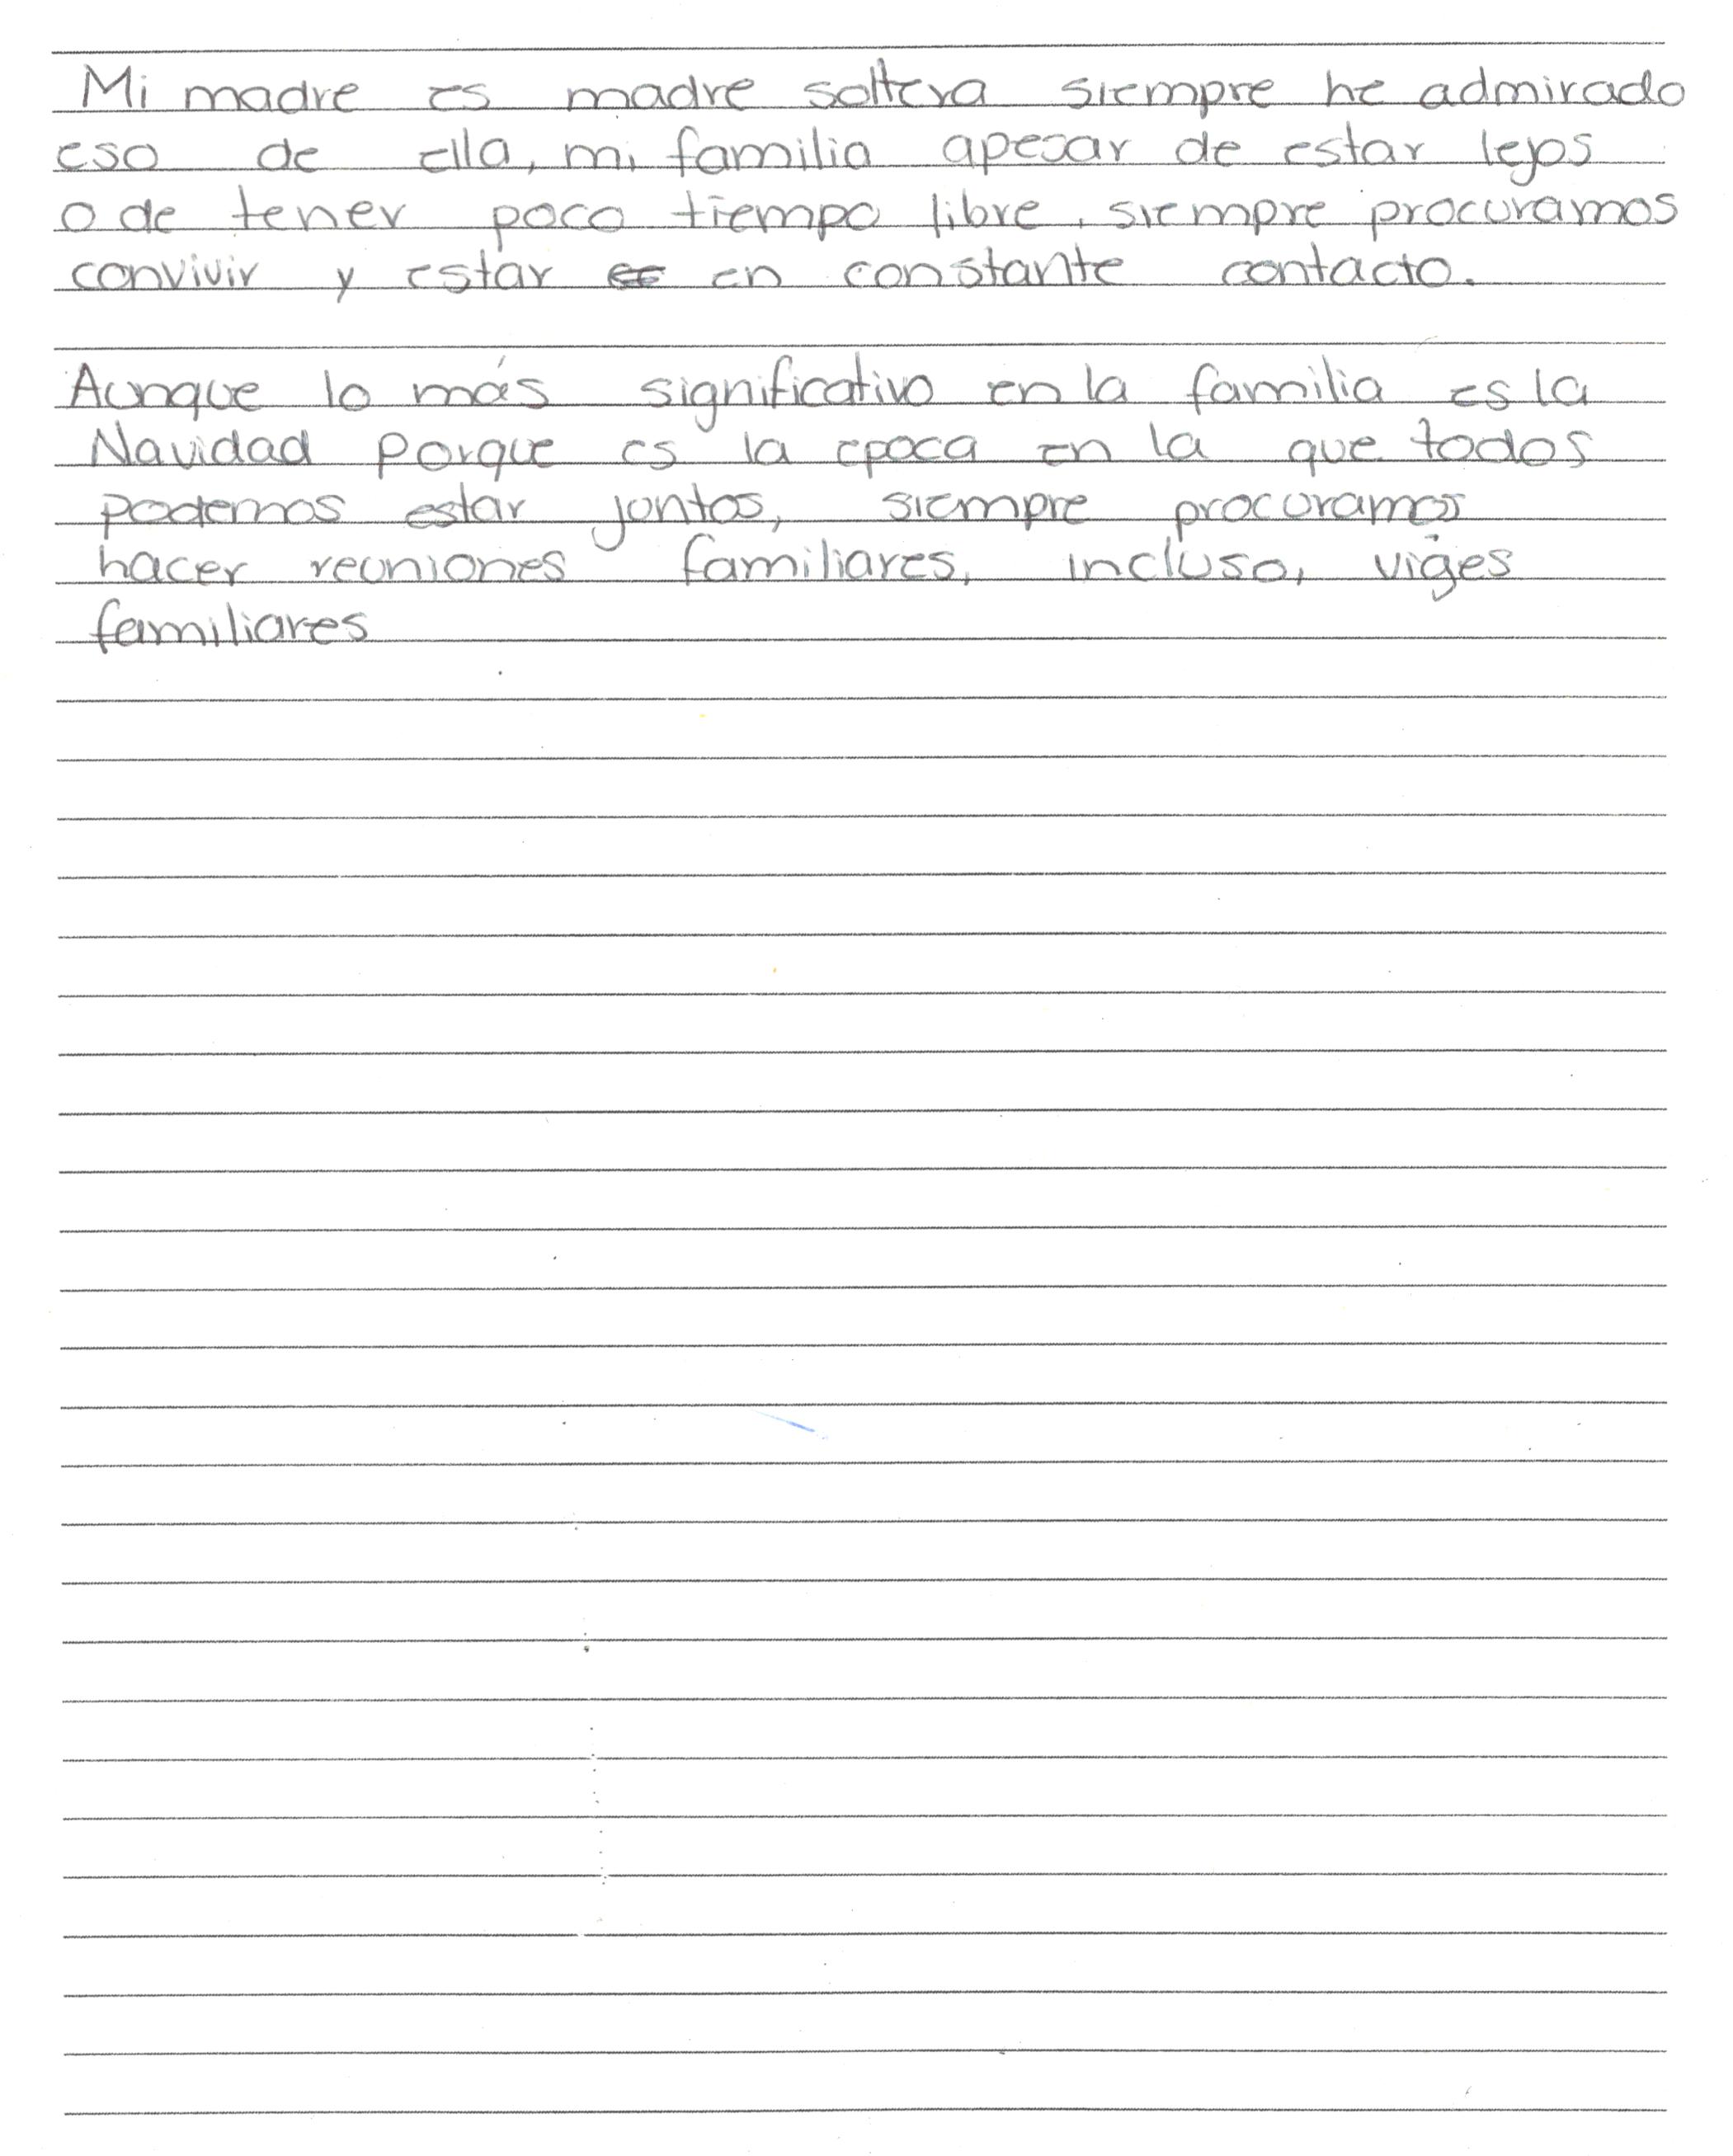 Mi madre es madre soltera siempre he admirado
eso de ella, mi familia apesar de estar lejos
o de tener poco tiempo libre, siempre procuramos
convivir y estar en constante contacto.
Aunque lo más significativo en la familia es la
Navidad porque es la epoca en la que todos
podemos estar juntos, siempre procuramos
hacer reuniones familiares, incluso, viajes
familiares